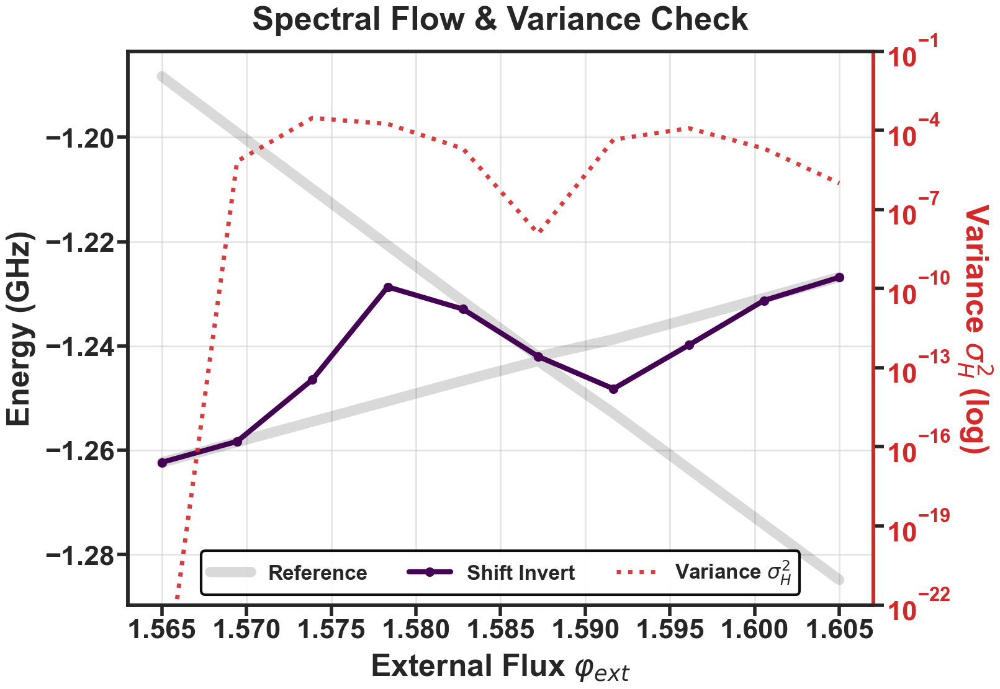 Spectral Flow & Variance Check
Energy (GHz)
−1.20
−1.22
−1.24
−1.26
−1.28
10^−1
10^−4
10^−7
10^−10
10^−13
10^−16
10^−19
10^−22
Variance σ_H^2 (log)
Reference
Shift Invert
Variance σ_H^2
1.565 1.570 1.575 1.580 1.585 1.590 1.595 1.600 1.605
External Flux φ_ext